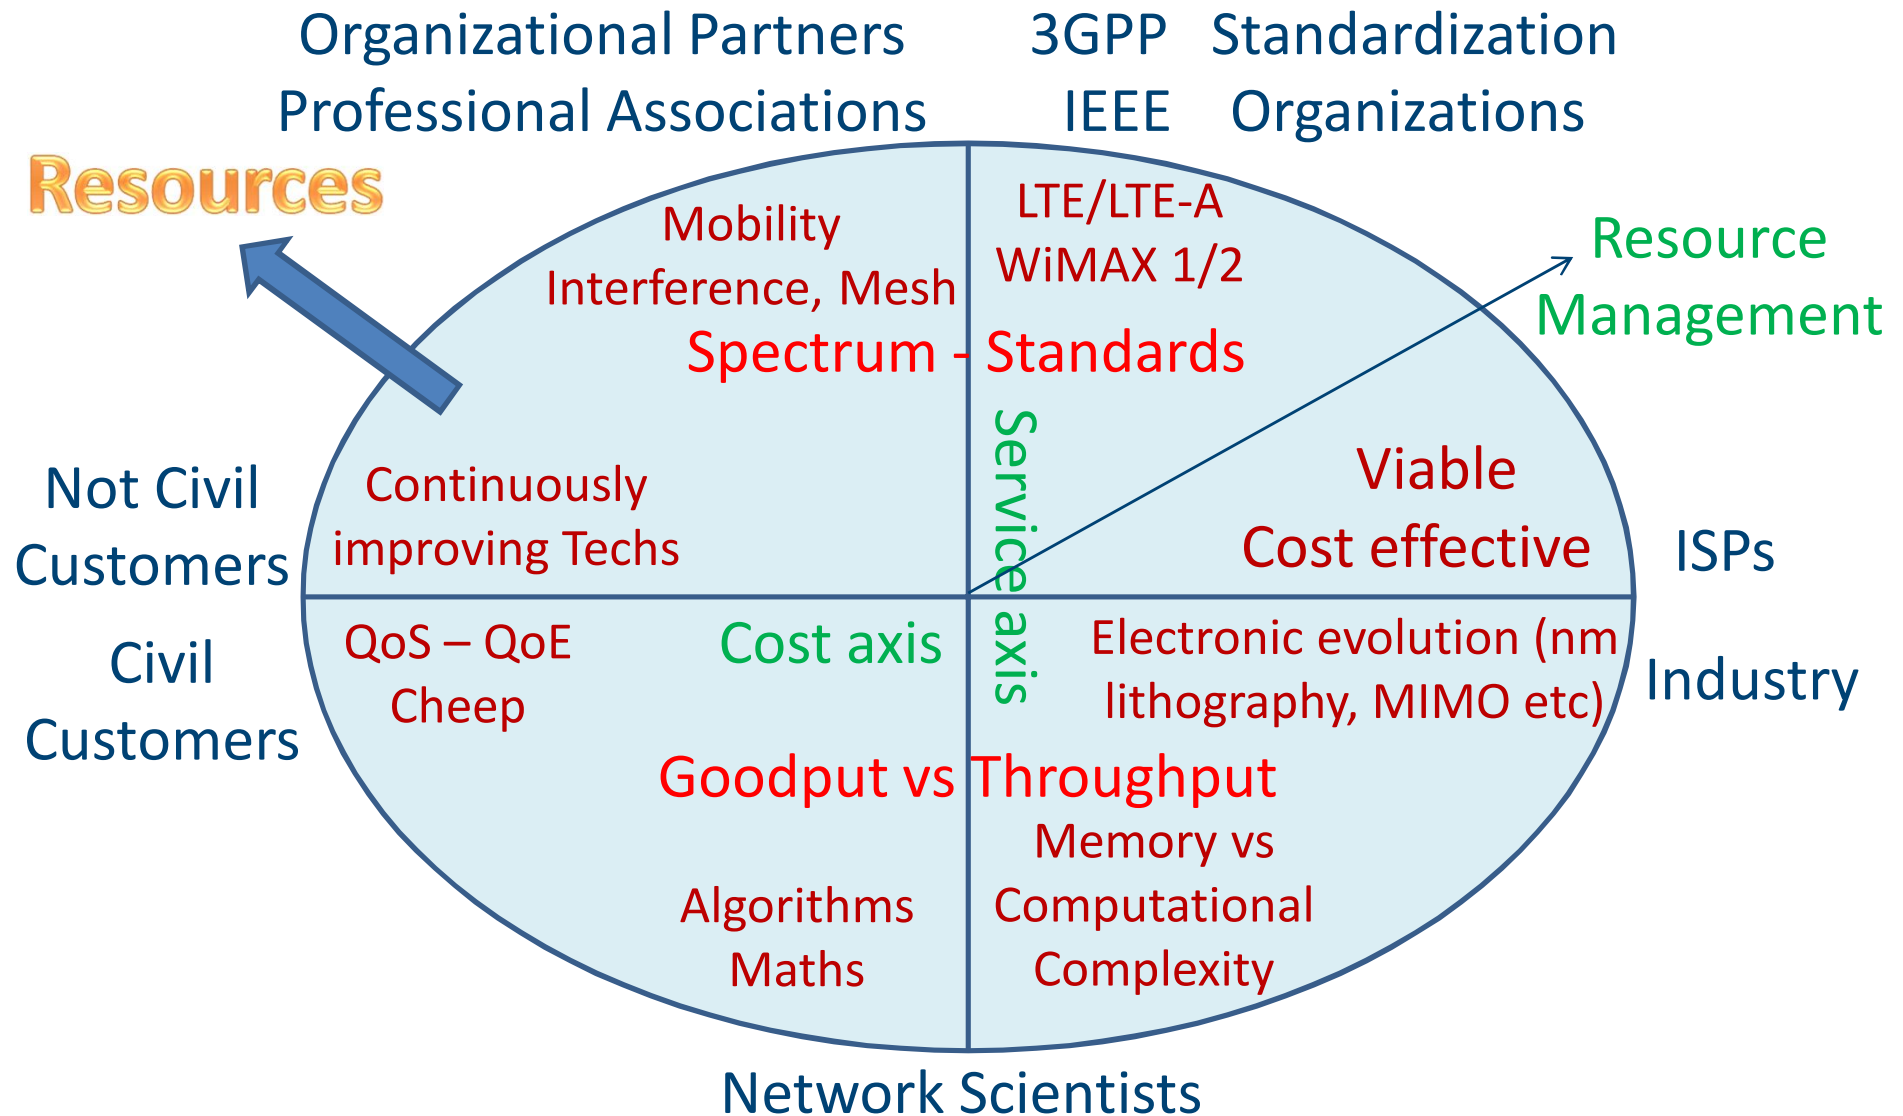 Organizational Partners
Professional Associations
3GPP Standardization
IEEE Organizations
Resources
Mobility
Interference, Mesh
LTE/LTE-A
WiMAX 1/2
Resource
Management
Spectrum - Standards
Service axis
Not Civil
Customers
Continuously
improving Techs
Viable
Cost effective
ISPs
Civil
Customers
QoS – QoE
Cheep
Cost axis
Electronic evolution (nm
lithography, MIMO etc)
Industry
Goodput vs Throughput
Algorithms
Maths
Memory vs
Computational
Complexity
Network Scientists